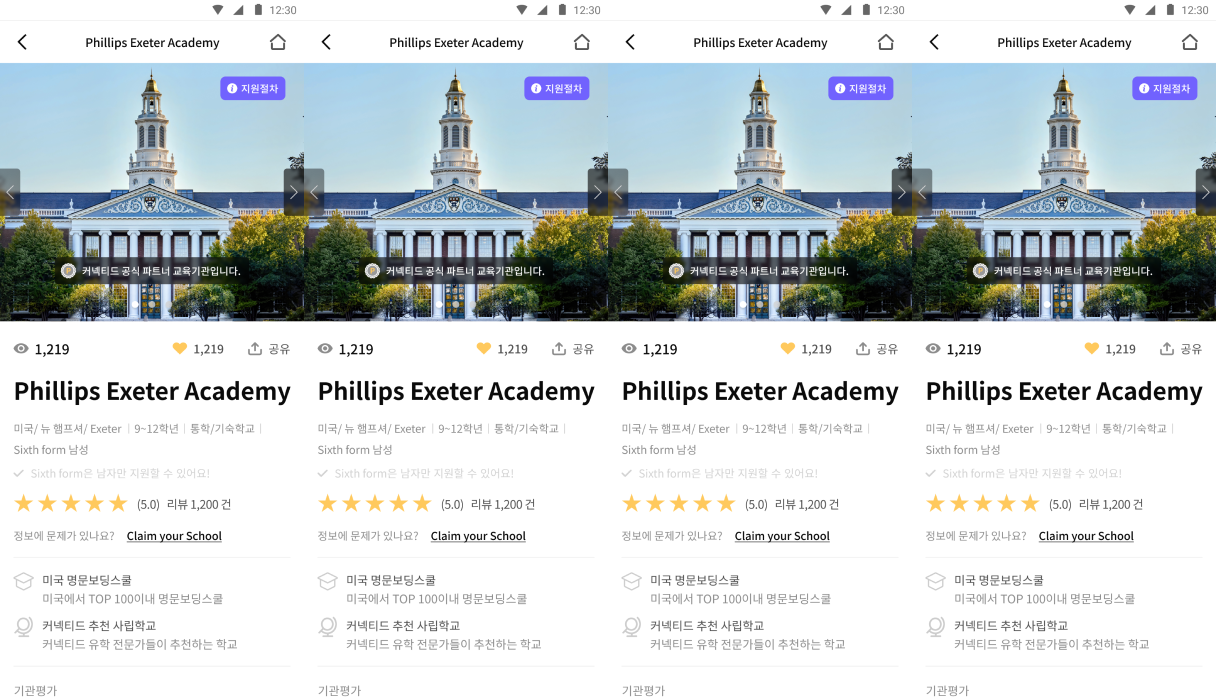 12:30
Phillips Exeter Academy
지원절차
커넥티드 공식 파트너 교육기관입니다.
1,219
1,219
공유
Phillips Exeter Academy
미국/ 뉴 햄프셔/ Exeter
9~12학년
통학/기숙학교
Sixth form 남성
Sixth form은 남자만 지원할 수 있어요!
(5.0) 리뷰 1,200 건
정보에 문제가 있나요? Claim your School
미국 명문보딩스쿨
미국에서 TOP 100이내 명문보딩스쿨
커넥티드 추천 사립학교
커넥티드 유학 전문가들이 추천하는 학교
기관평가
12:30
Phillips Exeter Academy
지원절차
커넥티드 공식 파트너 교육기관입니다.
1,219
1,219
공유
Phillips Exeter Academy
미국/ 뉴 햄프셔/ Exeter
9~12학년
통학/기숙학교
Sixth form 남성
Sixth form은 남자만 지원할 수 있어요!
(5.0) 리뷰 1,200 건
정보에 문제가 있나요? Claim your School
미국 명문보딩스쿨
미국에서 TOP 100이내 명문보딩스쿨
커넥티드 추천 사립학교
커넥티드 유학 전문가들이 추천하는 학교
기관평가
12:30
Phillips Exeter Academy
지원절차
커넥티드 공식 파트너 교육기관입니다.
1,219
1,219
공유
Phillips Exeter Academy
미국/ 뉴 햄프셔/ Exeter
9~12학년
통학/기숙학교
Sixth form 남성
Sixth form은 남자만 지원할 수 있어요!
(5.0) 리뷰 1,200 건
정보에 문제가 있나요? Claim your School
미국 명문보딩스쿨
미국에서 TOP 100이내 명문보딩스쿨
커넥티드 추천 사립학교
커넥티드 유학 전문가들이 추천하는 학교
기관평가
12:30
Phillips Exeter Academy
지원절차
커넥티드 공식 파트너 교육기관입니다.
1,219
1,219
공유
Phillips Exeter Academy
미국/ 뉴 햄프셔/ Exeter
9~12학년
통학/기숙학교
Sixth form 남성
Sixth form은 남자만 지원할 수 있어요!
(5.0) 리뷰 1,200 건
정보에 문제가 있나요? Claim your School
미국 명문보딩스쿨
미국에서 TOP 100이내 명문보딩스쿨
커넥티드 추천 사립학교
커넥티드 유학 전문가들이 추천하는 학교
기관평가